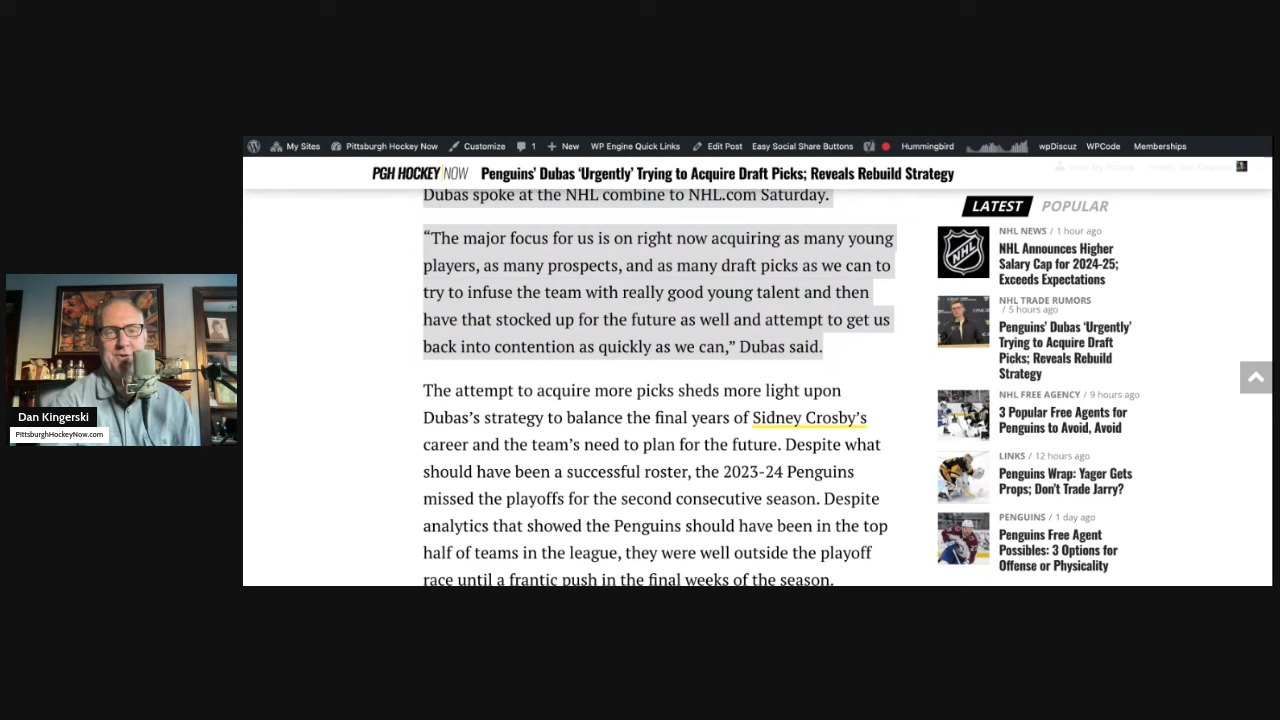 My Sites Pittsburgh Hockey Now Customize 1 New WP Engine Quick Links Edit Post Easy Social Share Buttons Hummingbird wpDiscuz WPCode Memberships
PGH HOCKEY NOW Penguins’ Dubas ‘Urgently’ Trying to Acquire Draft Picks; Reveals Rebuild Strategy
Dubas spoke at the NHL combine to NHL.com Saturday.
“The major focus for us is on right now acquiring as many young
players, as many prospects, and as many draft picks as we can to
try to infuse the team with really good young talent and then
have that stocked up for the future as well and attempt to get us
back into contention as quickly as we can,” Dubas said.
The attempt to acquire more picks sheds more light upon
Dubas’s strategy to balance the final years of Sidney Crosby’s
career and the team’s need to plan for the future. Despite what
should have been a successful roster, the 2023-24 Penguins
missed the playoffs for the second consecutive season. Despite
analytics that showed the Penguins should have been in the top
half of teams in the league, they were well outside the playoff
race until a frantic push in the final weeks of the season.
LATEST POPULAR
NHL NEWS / 1 hour ago
NHL Announces Higher
Salary Cap for 2024-25;
Exceeds Expectations
NHL TRADE RUMORS
/ 5 hours ago
Penguins’ Dubas ‘Urgently’
Trying to Acquire Draft
Picks; Reveals Rebuild
Strategy
NHL FREE AGENCY / 9 hours ago
3 Popular Free Agents for
Penguins to Avoid, Avoid
LINKS / 12 hours ago
Penguins Wrap: Yager Gets
Props; Don’t Trade Jarry?
PENGUINS / 1 day ago
Penguins Free Agent
Possibles: 3 Options for
Offense or Physicality
Dan Kingerski
PittsburghHockeyNow.com